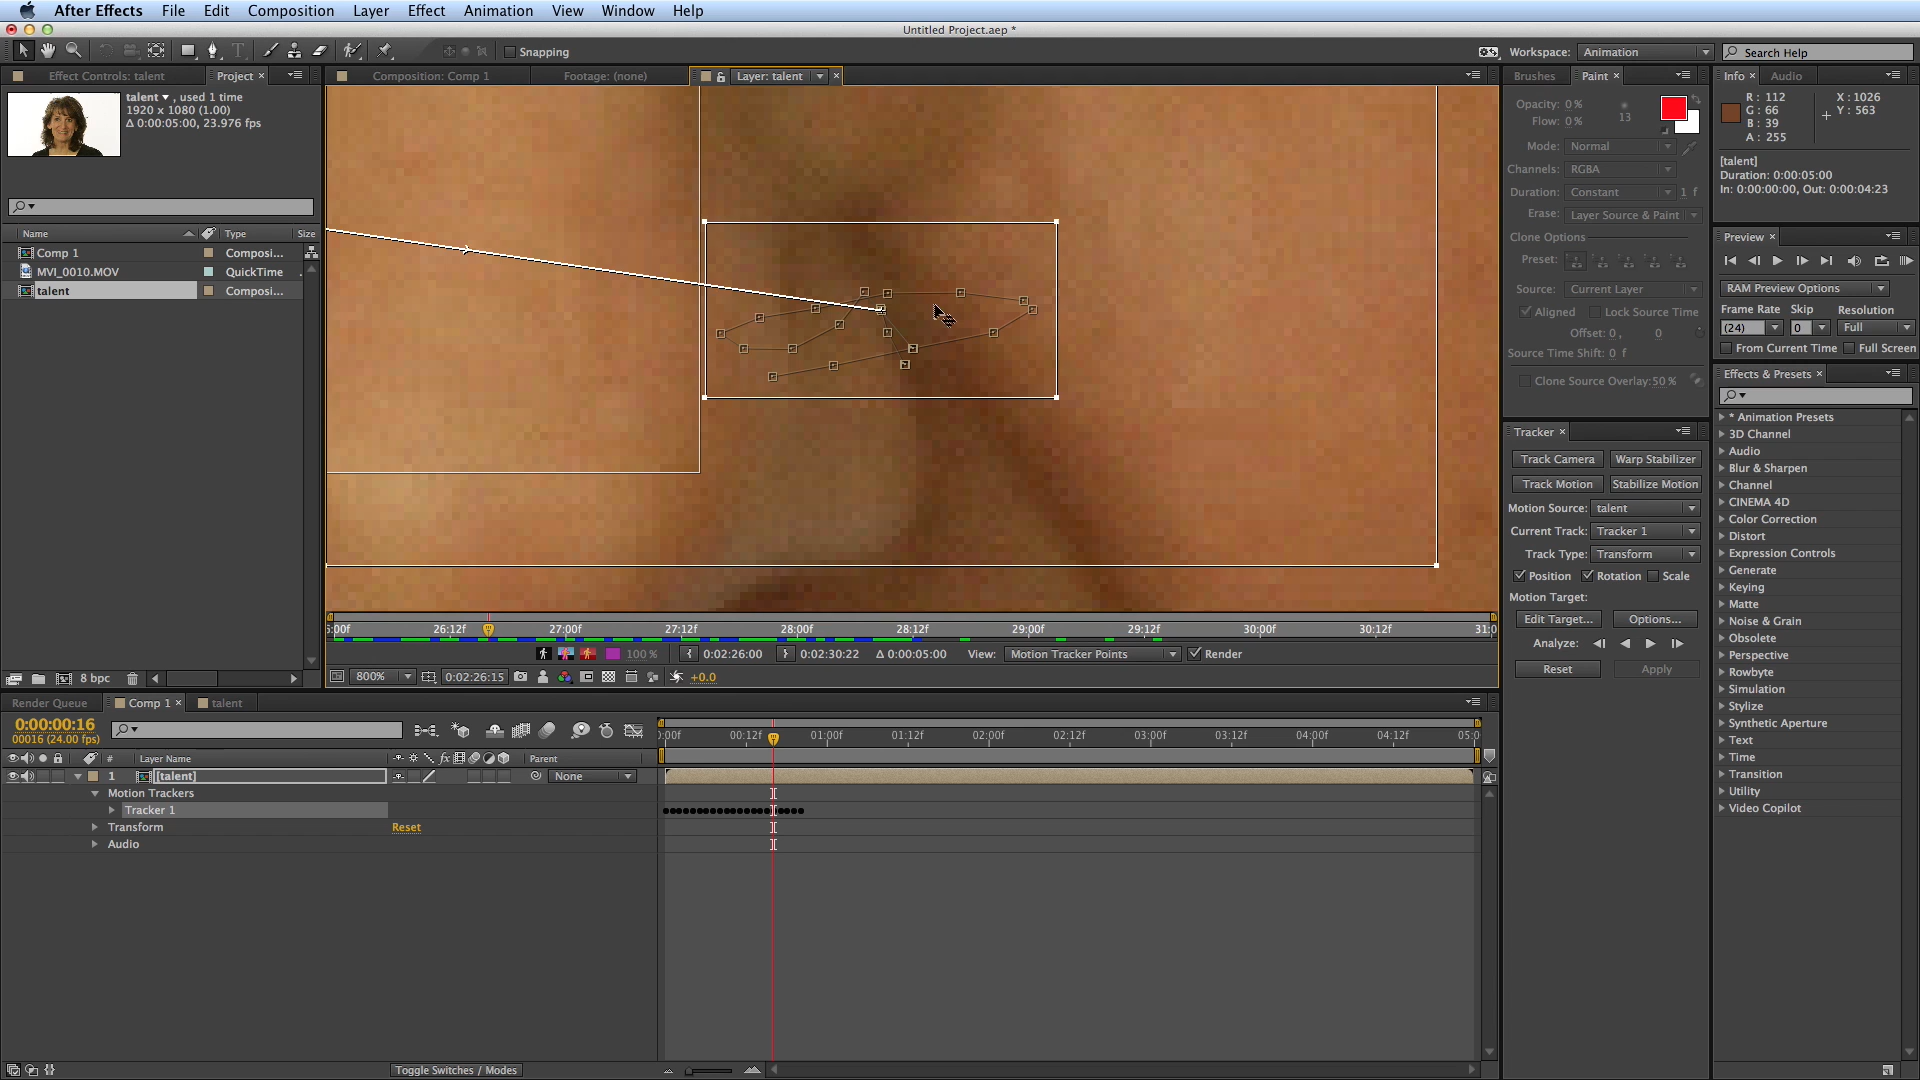 After Effects File Edit Composition Layer Effect Animation View Window Help
Untitled Project.aep *
Snapping
Workspace: Animation
Search Help
Effect Controls: talent
Project
talent , used 1 time
1920 x 1080 (1.00)
Δ 0:00:05:00, 23.976 fps
Name Type Size
Comp 1 Composi...
MVI_0010.MOV QuickTime
talent Composi...
8 bpc
Composition: Comp 1
Footage: (none)
Layer: talent
26:12f 27:00f 27:12f 28:00f 28:12f 29:00f 29:12f 30:00f 30:12f
100 %
0:02:26:00
0:02:30:22
Δ 0:00:05:00
View: Motion Tracker Points
Render
800%
0:02:26:15
+0.0
Brushes
Paint
Opacity: 0 %
Flow: 0 %
13
Mode: Normal
Channels: RGBA
Duration: Constant 1 f
Erase: Layer Source & Paint
Clone Options
Preset:
Source: Current Layer
Aligned Lock Source Time
Offset: 0 , 0
Source Time Shift: 0 f
Clone Source Overlay: 50 %
Tracker
Track Camera Warp Stabilizer
Track Motion Stabilize Motion
Motion Source: talent
Current Track: Tracker 1
Track Type: Transform
Position Rotation Scale
Motion Target:
Edit Target... Options...
Analyze:
Reset Apply
Info
Audio
R : 112
G : 66
B : 39
A : 255
X : 1026
Y : 563
[talent]
Duration: 0:00:05:00
In: 0:00:00:00, Out: 0:00:04:23
Preview
RAM Preview Options
Frame Rate Skip Resolution
(24) 0 Full
From Current Time Full Screen
Effects & Presets
* Animation Presets
3D Channel
Audio
Blur & Sharpen
Channel
CINEMA 4D
Color Correction
Distort
Expression Controls
Generate
Keying
Matte
Noise & Grain
Obsolete
Perspective
Rowbyte
Simulation
Stylize
Synthetic Aperture
Text
Time
Transition
Utility
Video Copilot
Render Queue
Comp 1
talent
0:00:00:16
00016 (24.00 fps)
:00f 00:12f 01:00f 01:12f 02:00f 02:12f 03:00f 03:12f 04:00f 04:12f 05:0
# Layer Name Parent
1 [talent] None
Motion Trackers
Tracker 1
Transform Reset
Audio
Toggle Switches / Modes